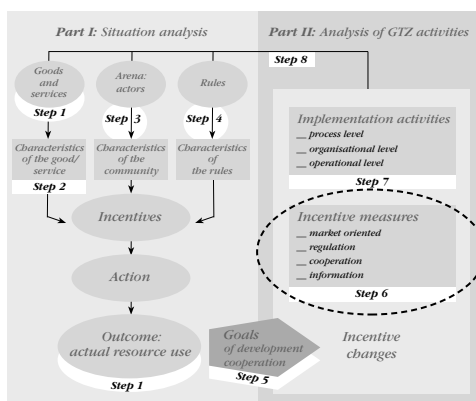 Part I: Situation analysis
Part II: Analysis of GTZ activities
Step 8
Goods
and
services
Step 1
Arena:
actors
Step 3
Rules
Step 4
Characteristics
of the good/
service
Step 2
Characteristics
of the
community
Characteristics
of
the rules
Incentives
Action
Outcome:
actual resource use
Step 1
Goals
of development
cooperation
Step 5
Implementation activities
__ process level
__ organisational level
__ operational level
Step 7
Incentive measures
__ market oriented
__ regulation
__ cooperation
__ information
Step 6
Incentive
changes